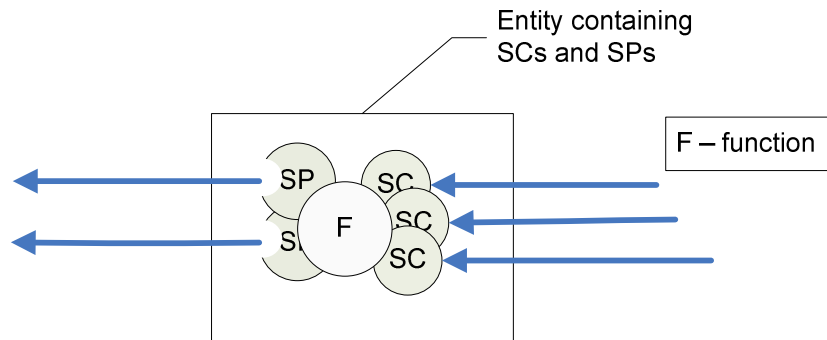 Entity containing
SCs and SPs
F – function
SP
SC
SC
F
SC